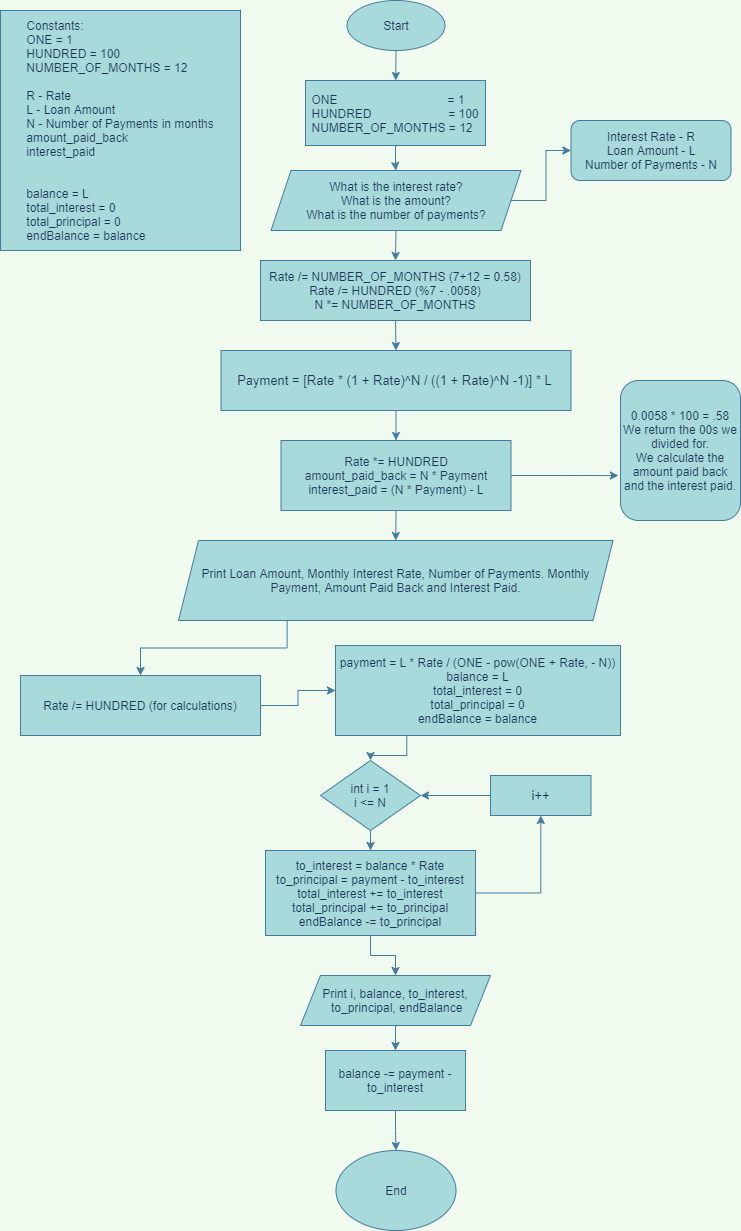 Constants:
ONE = 1
HUNDRED = 100
NUMBER_OF_MONTHS = 12
R - Rate
L - Loan Amount
N - Number of Payments in months
amount_paid_back
interest_paid
balance = L
total_interest = 0
total_principal = 0
endBalance = balance
Start
ONE = 1
HUNDRED = 100
NUMBER_OF_MONTHS = 12
What is the interest rate?
What is the amount?
What is the number of payments?
Interest Rate - R
Loan Amount - L
Number of Payments - N
Rate /= NUMBER_OF_MONTHS (7+12 = 0.58)
Rate /= HUNDRED (%7 - .0058)
N *= NUMBER_OF_MONTHS
Payment = [Rate * (1 + Rate)^N / ((1 + Rate)^N -1)] * L
Rate *= HUNDRED
amount_paid_back = N * Payment
interest_paid = (N * Payment) - L
0.0058 * 100 = .58
We return the 00s we
divided for.
We calculate the
amount paid back
and the interest paid.
Print Loan Amount, Monthly Interest Rate, Number of Payments. Monthly
Payment, Amount Paid Back and Interest Paid.
Rate /= HUNDRED (for calculations)
payment = L * Rate / (ONE - pow(ONE + Rate, - N))
balance = L
total_interest = 0
total_principal = 0
endBalance = balance
int i = 1
i <= N
i++
to_interest = balance * Rate
to_principal = payment - to_interest
total_interest += to_interest
total_principal += to_principal
endBalance -= to_principal
Print i, balance, to_interest,
to_principal, endBalance
balance -= payment -
to_interest
End